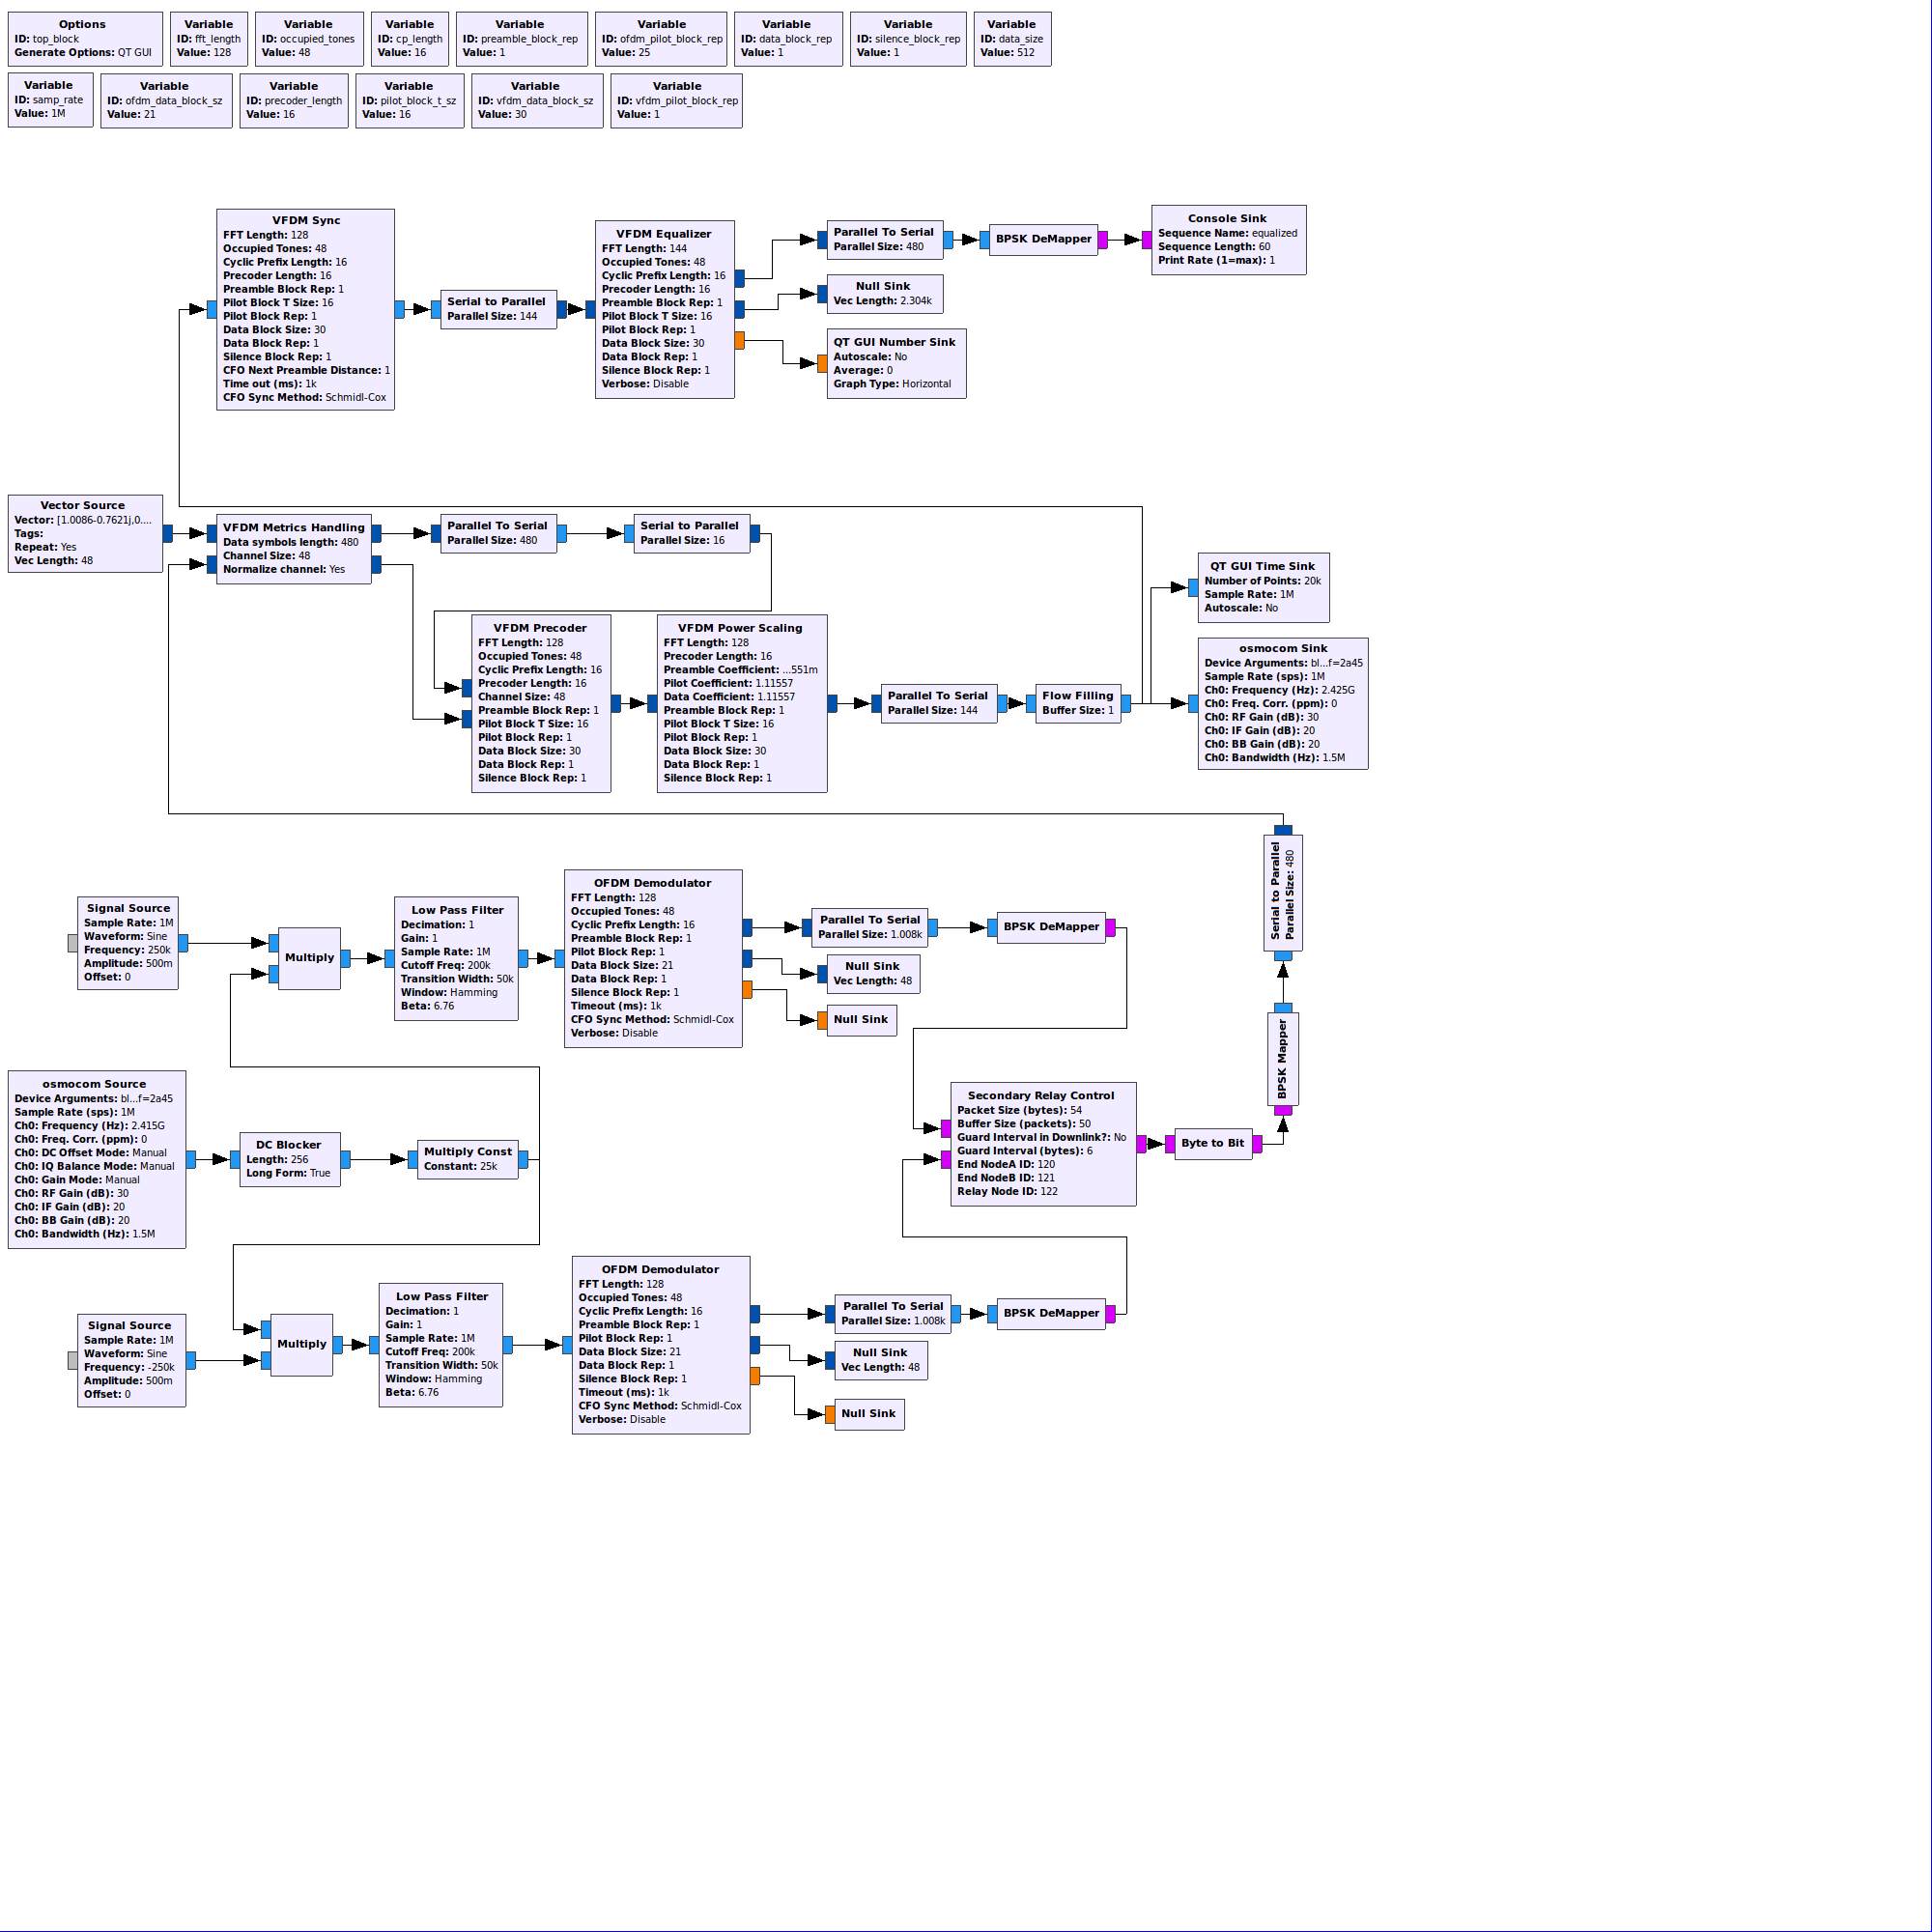 Options
ID: top_block
Generate Options: QT GUI
Variable
ID: fft_length
Value: 128
Variable
ID: occupied_tones
Value: 48
Variable
ID: cp_length
Value: 16
Variable
ID: preamble_block_rep
Value: 1
Variable
ID: ofdm_pilot_block_rep
Value: 25
Variable
ID: data_block_rep
Value: 1
Variable
ID: silence_block_rep
Value: 1
Variable
ID: data_size
Value: 512
Variable
ID: samp_rate
Value: 1M
Variable
ID: ofdm_data_block_sz
Value: 21
Variable
ID: precoder_length
Value: 16
Variable
ID: pilot_block_t_sz
Value: 16
Variable
ID: vfdm_data_block_sz
Value: 30
Variable
ID: vfdm_pilot_block_rep
Value: 1
VFDM Sync
FFT Length: 128
Occupied Tones: 48
Cyclic Prefix Length: 16
Precoder Length: 16
Preamble Block Rep: 1
Pilot Block T Size: 16
Pilot Block Rep: 1
Data Block Size: 30
Data Block Rep: 1
Silence Block Rep: 1
CFO Next Preamble Distance: 1
Time out (ms): 1k
CFO Sync Method: Schmidl-Cox
Serial to Parallel
Parallel Size: 144
VFDM Equalizer
FFT Length: 144
Occupied Tones: 48
Cyclic Prefix Length: 16
Precoder Length: 16
Preamble Block Rep: 1
Pilot Block T Size: 16
Pilot Block Rep: 1
Data Block Size: 30
Data Block Rep: 1
Silence Block Rep: 1
Verbose: Disable
Parallel To Serial
Parallel Size: 480
BPSK DeMapper
Console Sink
Sequence Name: equalized
Sequence Length: 60
Print Rate (1=max): 1
Null Sink
Vec Length: 2.304k
QT GUI Number Sink
Autoscale: No
Average: 0
Graph Type: Horizontal
Vector Source
Vector: [1.0086-0.7621j,0....
Tags:
Repeat: Yes
Vec Length: 48
VFDM Metrics Handling
Data symbols length: 480
Channel Size: 48
Normalize channel: Yes
Parallel To Serial
Parallel Size: 480
Serial to Parallel
Parallel Size: 16
VFDM Precoder
FFT Length: 128
Occupied Tones: 48
Cyclic Prefix Length: 16
Precoder Length: 16
Channel Size: 48
Preamble Block Rep: 1
Pilot Block T Size: 16
Pilot Block Rep: 1
Data Block Size: 30
Data Block Rep: 1
Silence Block Rep: 1
VFDM Power Scaling
FFT Length: 128
Precoder Length: 16
Preamble Coefficient: ...551m
Pilot Coefficient: 1.11557
Data Coefficient: 1.11557
Preamble Block Rep: 1
Pilot Block T Size: 16
Pilot Block Rep: 1
Data Block Size: 30
Data Block Rep: 1
Silence Block Rep: 1
Parallel To Serial
Parallel Size: 144
Flow Filling
Buffer Size: 1
QT GUI Time Sink
Number of Points: 20k
Sample Rate: 1M
Autoscale: No
osmocom Sink
Device Arguments: bl...f=2a45
Sample Rate (sps): 1M
Ch0: Frequency (Hz): 2.425G
Ch0: Freq. Corr. (ppm): 0
Ch0: RF Gain (dB): 30
Ch0: IF Gain (dB): 20
Ch0: BB Gain (dB): 20
Ch0: Bandwidth (Hz): 1.5M
Serial to Parallel
Parallel Size: 480
BPSK Mapper
Signal Source
Sample Rate: 1M
Waveform: Sine
Frequency: 250k
Amplitude: 500m
Offset: 0
Multiply
Low Pass Filter
Decimation: 1
Gain: 1
Sample Rate: 1M
Cutoff Freq: 200k
Transition Width: 50k
Window: Hamming
Beta: 6.76
OFDM Demodulator
FFT Length: 128
Occupied Tones: 48
Cyclic Prefix Length: 16
Preamble Block Rep: 1
Pilot Block Rep: 1
Data Block Size: 21
Data Block Rep: 1
Silence Block Rep: 1
Timeout (ms): 1k
CFO Sync Method: Schmidl-Cox
Verbose: Disable
Parallel To Serial
Parallel Size: 1.008k
BPSK DeMapper
Null Sink
Vec Length: 48
Null Sink
osmocom Source
Device Arguments: bl...f=2a45
Sample Rate (sps): 1M
Ch0: Frequency (Hz): 2.415G
Ch0: Freq. Corr. (ppm): 0
Ch0: DC Offset Mode: Manual
Ch0: IQ Balance Mode: Manual
Ch0: Gain Mode: Manual
Ch0: RF Gain (dB): 30
Ch0: IF Gain (dB): 20
Ch0: BB Gain (dB): 20
Ch0: Bandwidth (Hz): 1.5M
DC Blocker
Length: 256
Long Form: True
Multiply Const
Constant: 25k
Secondary Relay Control
Packet Size (bytes): 54
Buffer Size (packets): 50
Guard Interval in Downlink?: No
Guard Interval (bytes): 6
End NodeA ID: 120
End NodeB ID: 121
Relay Node ID: 122
Byte to Bit
Signal Source
Sample Rate: 1M
Waveform: Sine
Frequency: -250k
Amplitude: 500m
Offset: 0
Multiply
Low Pass Filter
Decimation: 1
Gain: 1
Sample Rate: 1M
Cutoff Freq: 200k
Transition Width: 50k
Window: Hamming
Beta: 6.76
OFDM Demodulator
FFT Length: 128
Occupied Tones: 48
Cyclic Prefix Length: 16
Preamble Block Rep: 1
Pilot Block Rep: 1
Data Block Size: 21
Data Block Rep: 1
Silence Block Rep: 1
Timeout (ms): 1k
CFO Sync Method: Schmidl-Cox
Verbose: Disable
Parallel To Serial
Parallel Size: 1.008k
BPSK DeMapper
Null Sink
Vec Length: 48
Null Sink